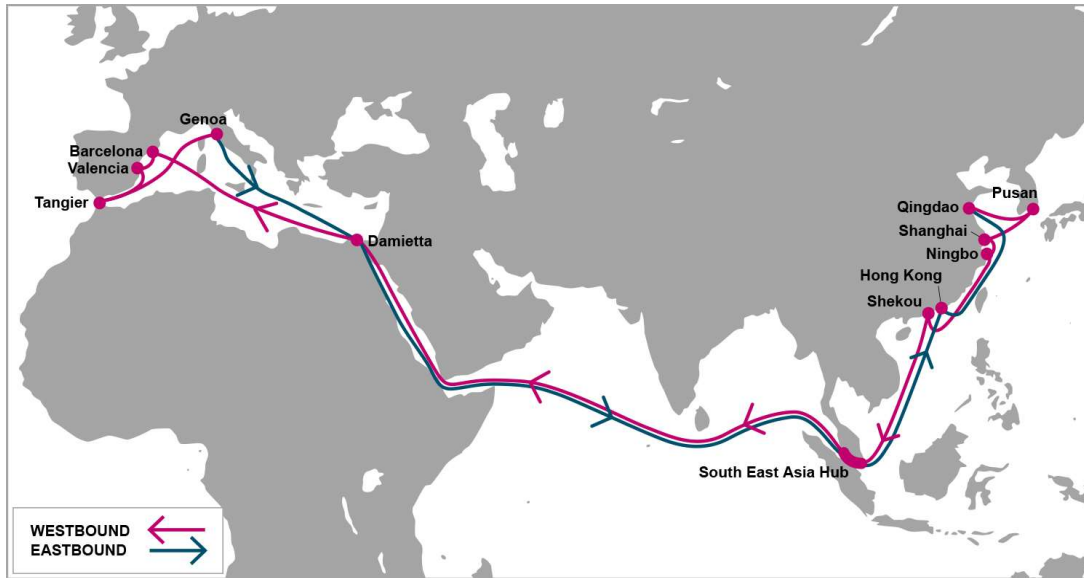 Genoa
Barcelona
Valencia
Tangier
Damietta
Pusan
Qingdao
Shanghai
Ningbo
Hong Kong
Shekou
South East Asia Hub
WESTBOUND
EASTBOUND